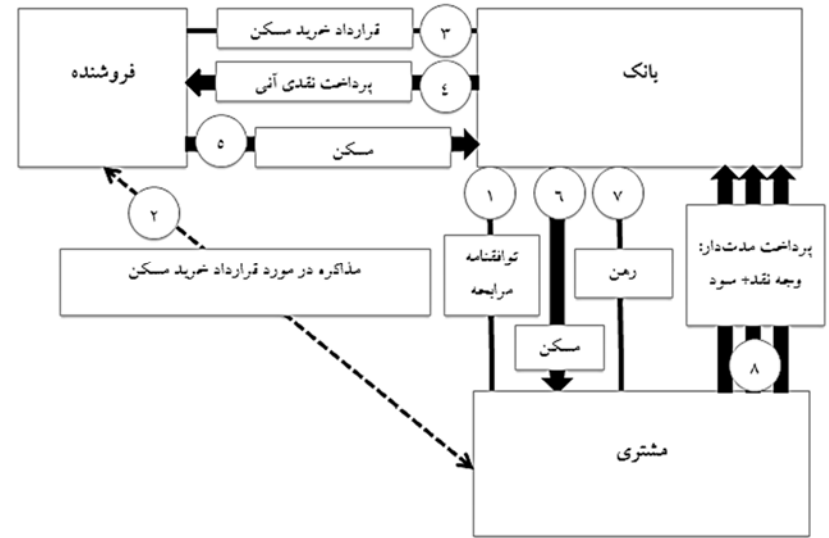 بانک
۳
قرارداد خرید مسکن
فروشنده
٤
پرداخت نقدی آنی
٥
مسکن
۱
٦
۷
۲
توافقنامه
مرابحه
رهن
پرداخت مدت‌دار:
وجه نقد+ سود
مذاکره در مورد قرارداد خرید مسکن
مسکن
۸
مشتری